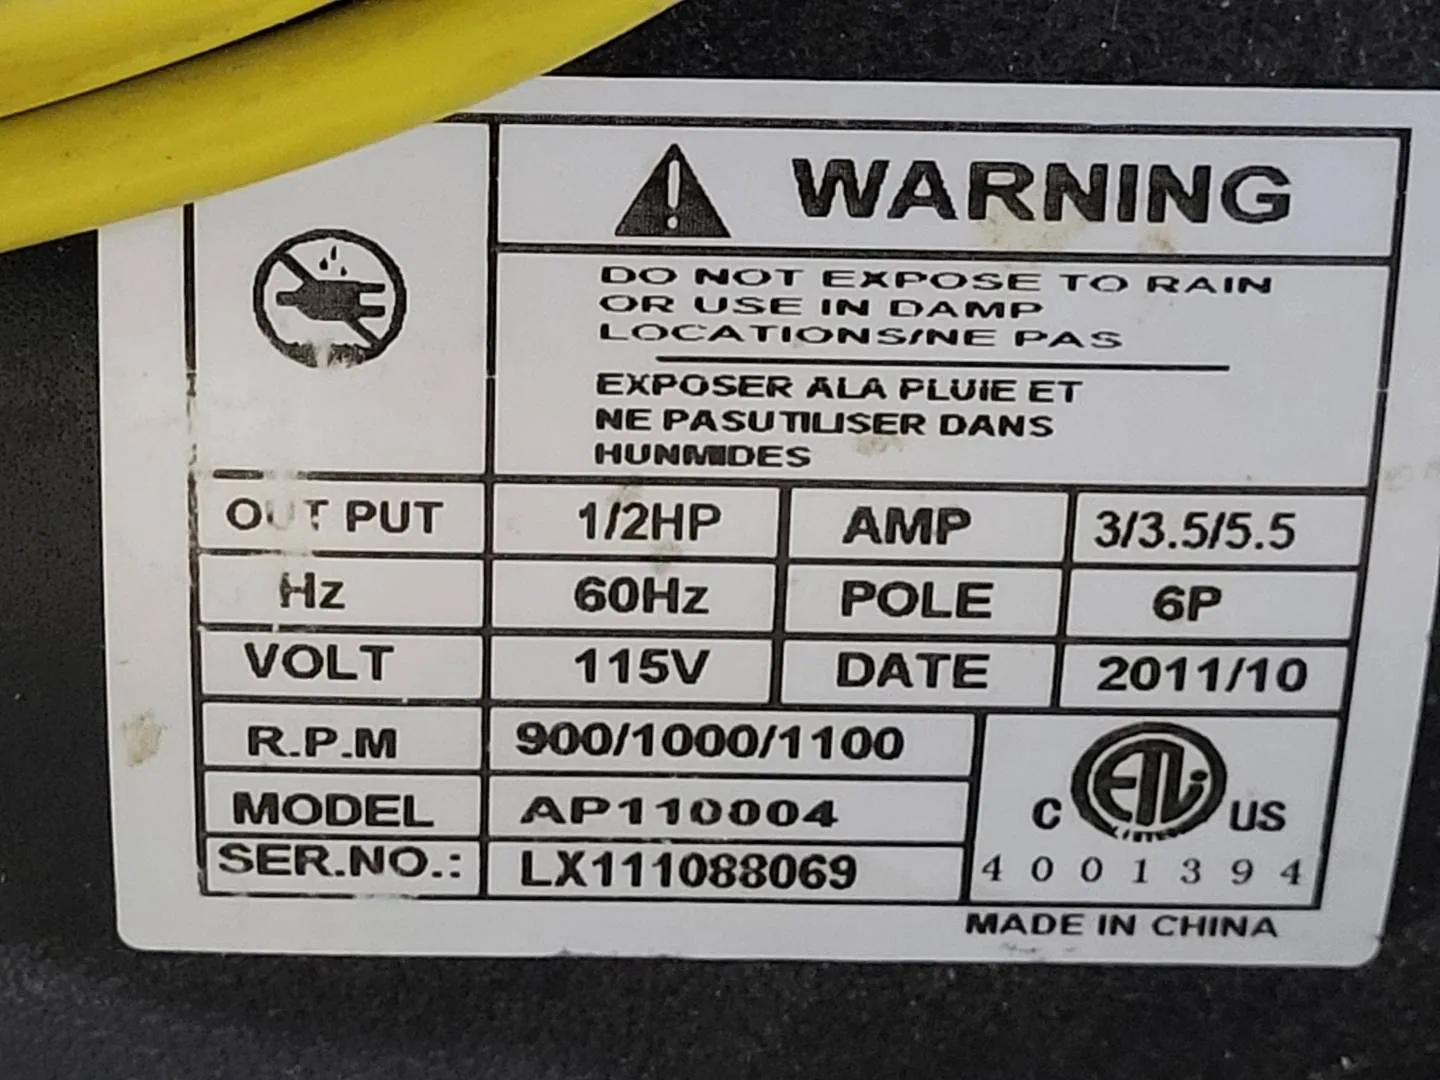 WARNING
DO NOT EXPOSE TO RAIN
OR USE IN DAMP
LOCATIONS/NE PAS
EXPOSER ALA PLUIE ET
NE PASUTILISER DANS
HUNMIDES
OUT PUT 1/2HP AMP 3/3.5/5.5
Hz 60Hz POLE 6P
VOLT 115V DATE 2011/10
R.P.M 900/1000/1100
MODEL AP110004
SER.NO.: LX111088069
C ETL US
LISTED
4001394
MADE IN CHINA